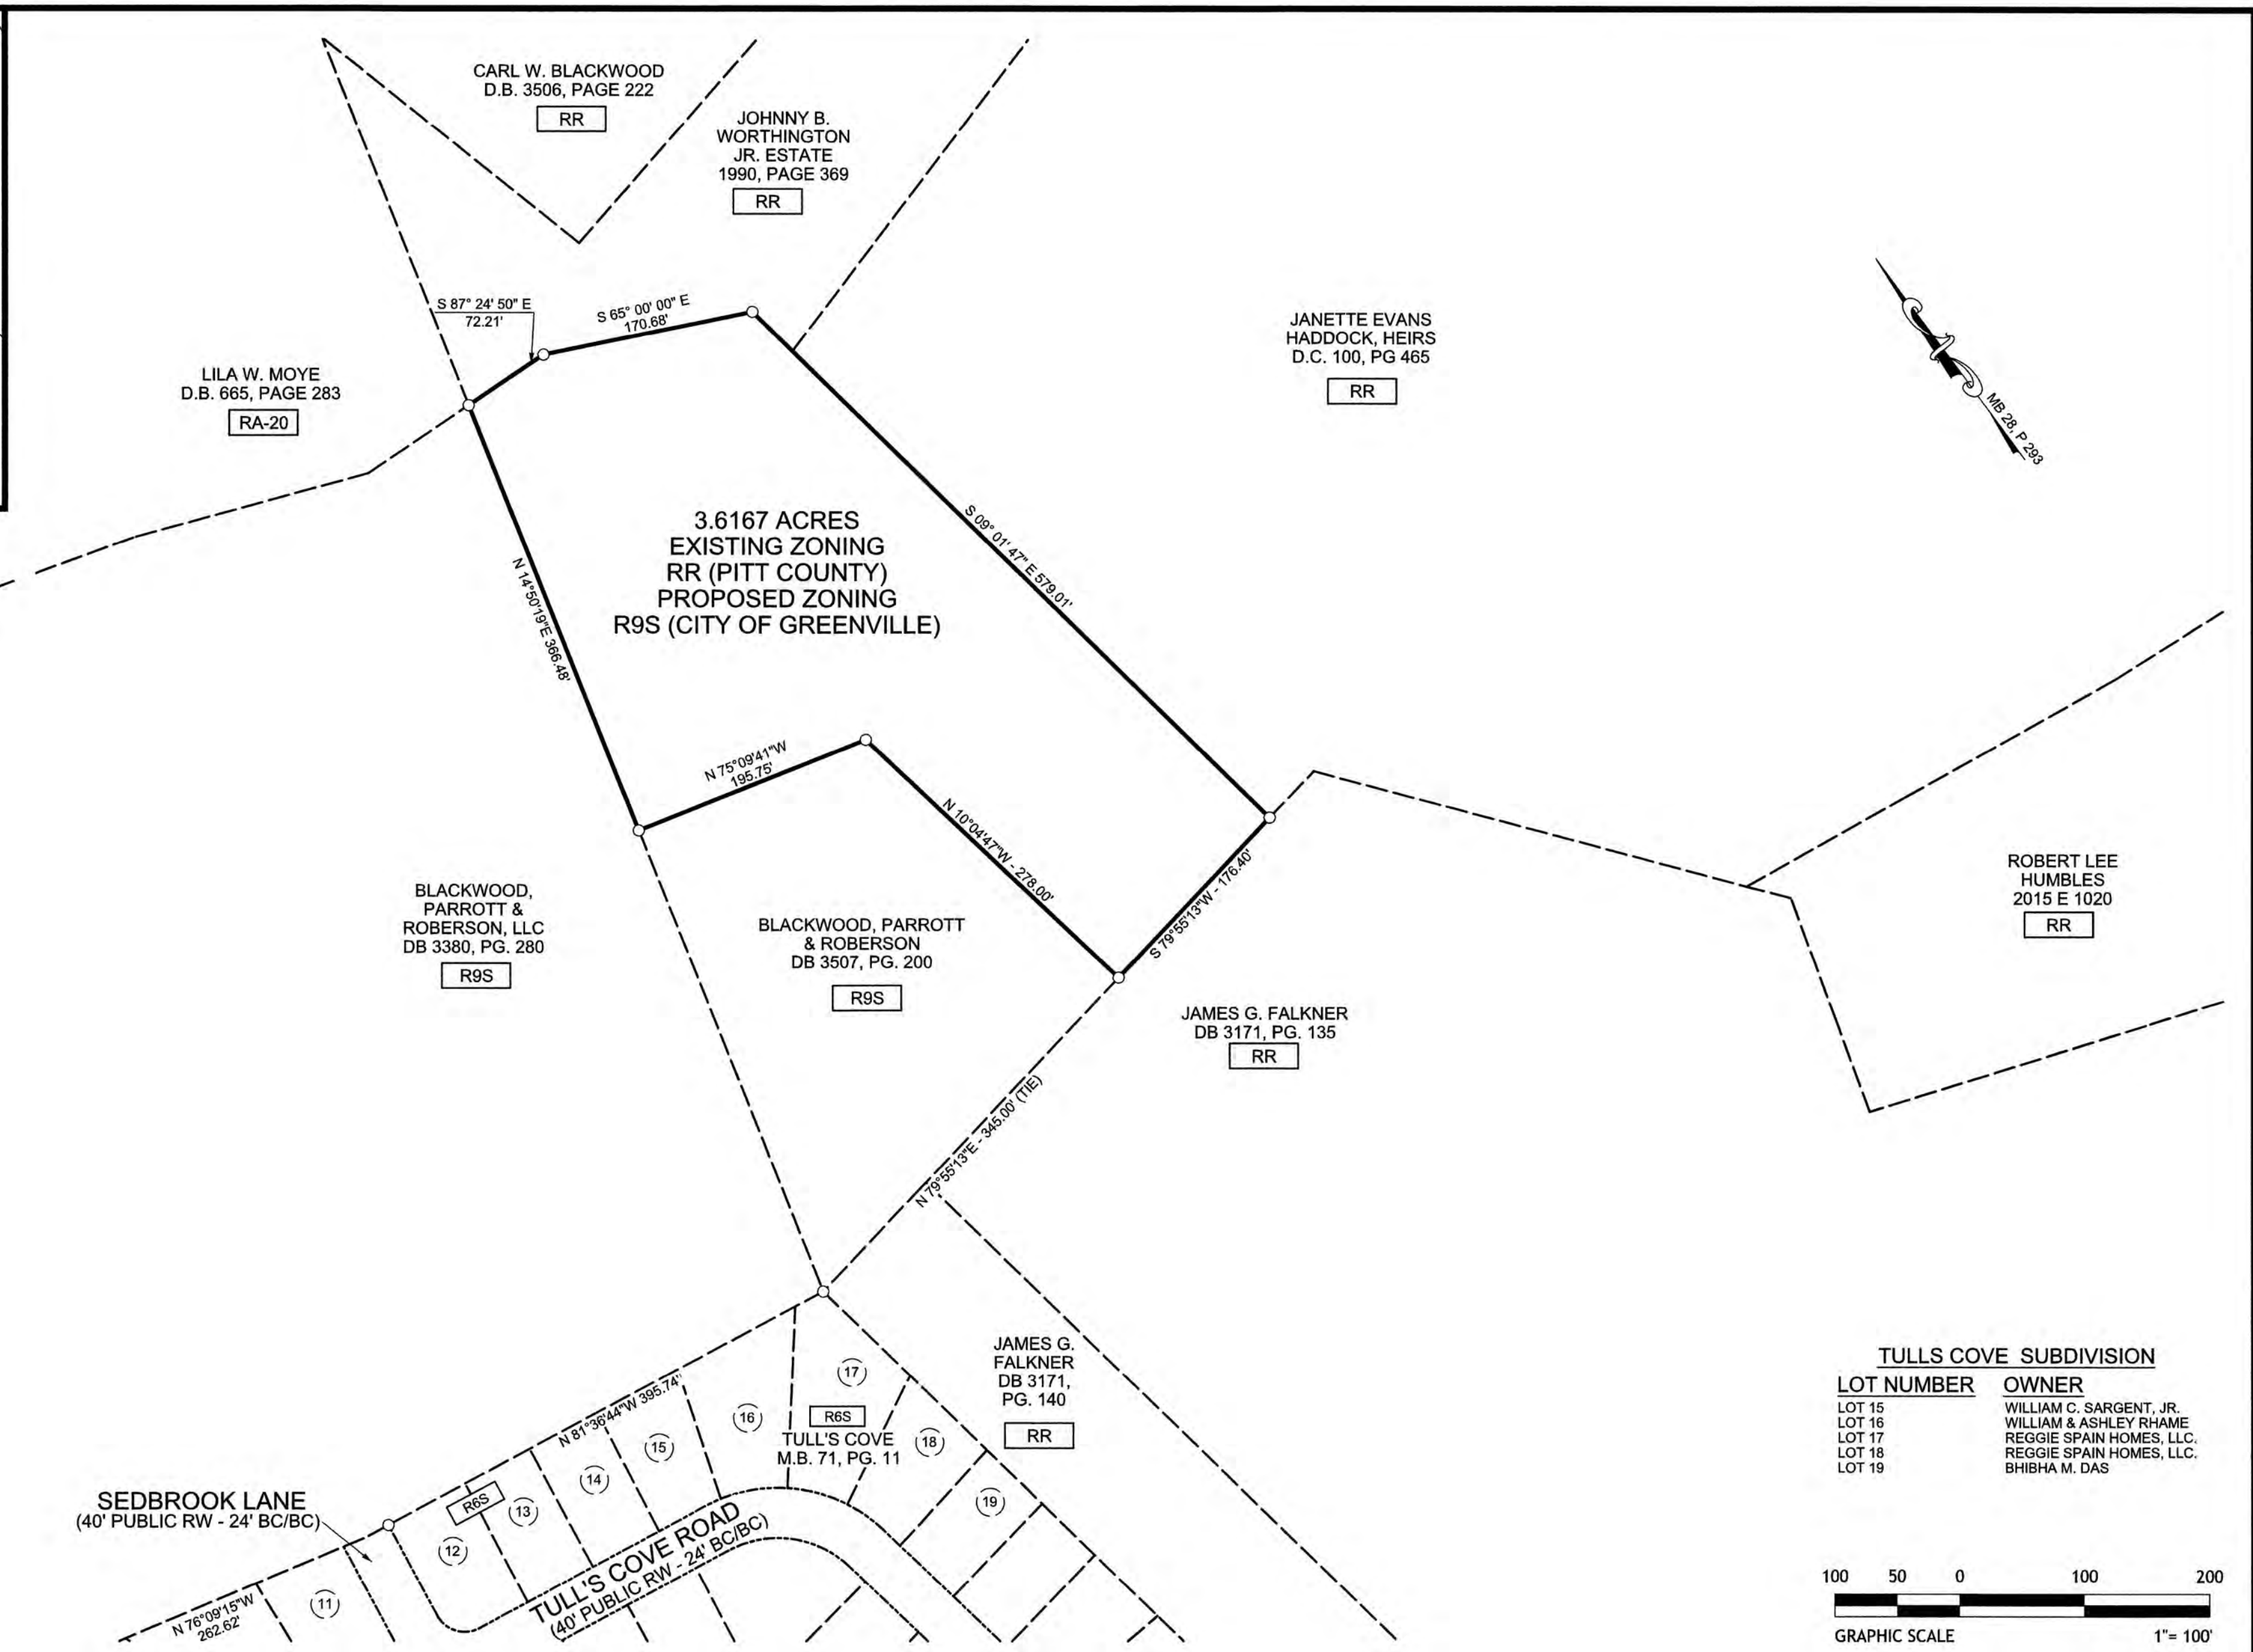 CARL W. BLACKWOOD
D.B. 3506, PAGE 222
RR
JOHNNY B.
WORTHINGTON
JR. ESTATE
1990, PAGE 369
RR
S 87° 24' 50" E
72.21'
S 65° 00' 00" E
170.68'
JANETTE EVANS
HADDOCK, HEIRS
D.C. 100, PG 465
RR
MB 28, P 293
LILA W. MOYE
D.B. 665, PAGE 283
RA-20
3.6167 ACRES
EXISTING ZONING
RR (PITT COUNTY)
PROPOSED ZONING
R9S (CITY OF GREENVILLE)
S 09° 01' 47" E 579.01'
N 14°50'19"E 366.48'
N 75°09'41"W
195.75'
N 10°04'47"W - 278.00'
S 79°55'13"W - 176.40'
ROBERT LEE
HUMBLES
2015 E 1020
RR
BLACKWOOD,
PARROTT &
ROBERSON, LLC
DB 3380, PG. 280
R9S
BLACKWOOD, PARROTT
& ROBERSON
DB 3507, PG. 200
R9S
JAMES G. FALKNER
DB 3171, PG. 135
RR
N 79°55'13"E - 345.00' (TIE)
JAMES G.
FALKNER
DB 3171,
PG. 140
RR
N 81°36'44"W 395.74'
17
R6S
16
TULL'S COVE
M.B. 71, PG. 11
18
15
14
19
13
R6S
12
11
SEDBROOK LANE
(40' PUBLIC RW - 24' BC/BC)
TULL'S COVE ROAD
(40' PUBLIC RW - 24' BC/BC)
N 76°09'15"W
262.62'
TULLS COVE SUBDIVISION
LOT NUMBER OWNER
LOT 15 WILLIAM C. SARGENT, JR.
LOT 16 WILLIAM & ASHLEY RHAME
LOT 17 REGGIE SPAIN HOMES, LLC.
LOT 18 REGGIE SPAIN HOMES, LLC.
LOT 19 BHIBHA M. DAS
100 50 0 100 200
GRAPHIC SCALE 1"= 100'